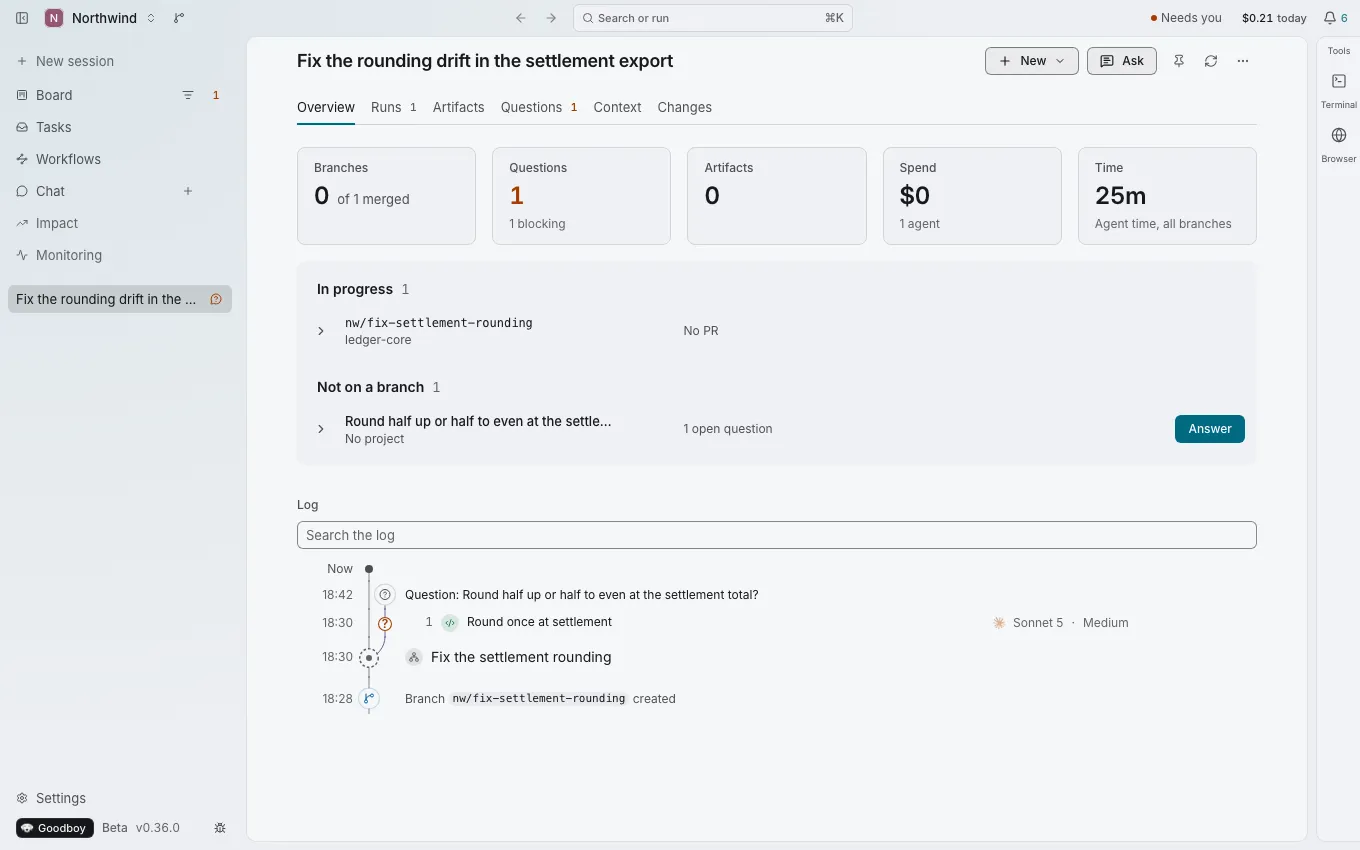 N Northwind
Search or run ⌘K
Needs you $0.21 today 6
New session
Board 1
Tasks
Workflows
Chat
Impact
Monitoring
Fix the rounding drift in the ...
Settings
Goodboy Beta v0.36.0
Fix the rounding drift in the settlement export
New Ask
Overview Runs 1 Artifacts Questions 1 Context Changes
Branches
0 of 1 merged
Questions
1
1 blocking
Artifacts
0
Spend
$0
1 agent
Time
25m
Agent time, all branches
In progress 1
nw/fix-settlement-rounding No PR
ledger-core
Not on a branch 1
Round half up or half to even at the settle... 1 open question Answer
No project
Log
Search the log
Now
18:42 Question: Round half up or half to even at the settlement total?
18:30 1 Round once at settlement Sonnet 5 · Medium
18:30 Fix the settlement rounding
18:28 Branch nw/fix-settlement-rounding created
Tools
Terminal
Browser